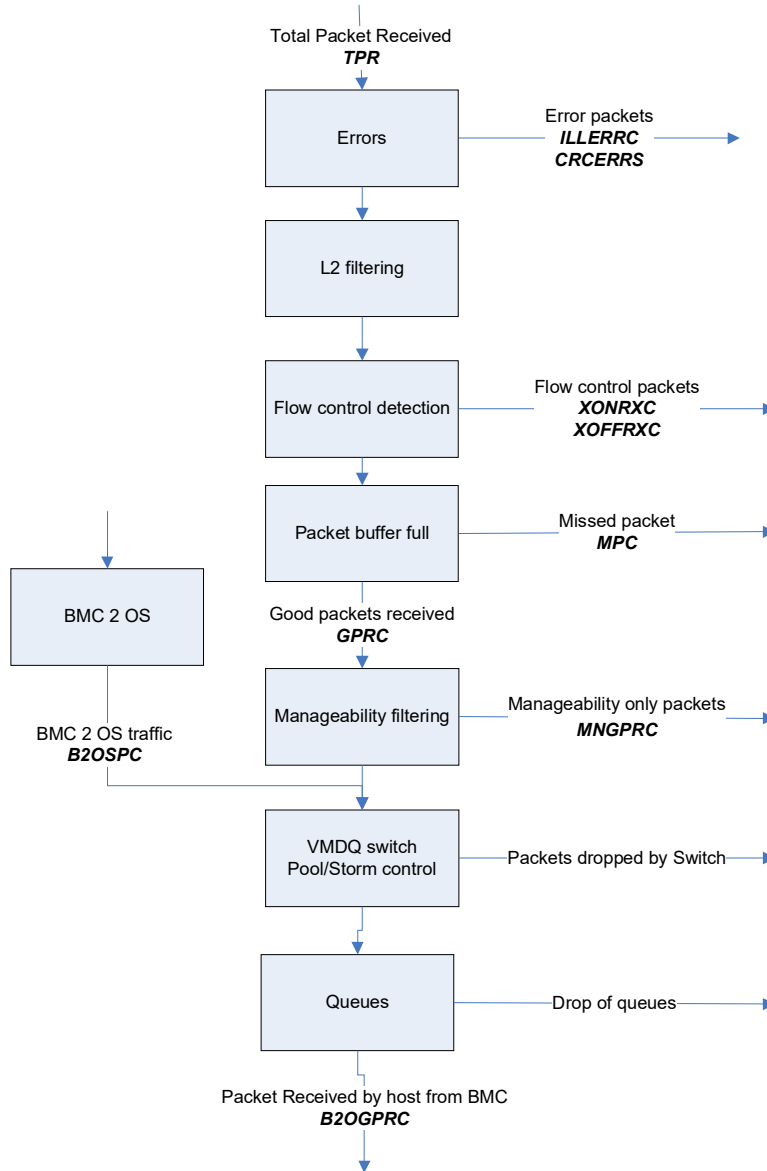 Total Packet Received
TPR
Errors
Error packets
ILLERRC
CRCERRS
L2 filtering
Flow control detection
Flow control packets
XONRXC
XOFFRXC
Packet buffer full
Missed packet
MPC
BMC 2 OS
Good packets received
GPRC
Manageability filtering
Manageability only packets
MNGPRC
BMC 2 OS traffic
B2OSPC
VMDQ switch
Pool/Storm control
Packets dropped by Switch
Queues
Drop of queues
Packet Received by host from BMC
B2OGPRC